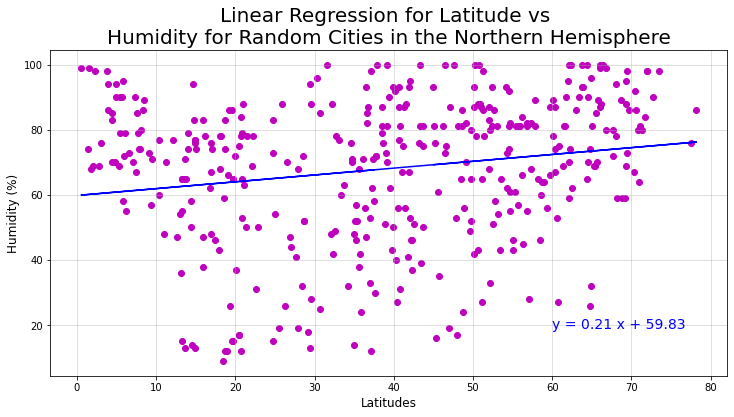 Linear Regression for Latitude vs
Humidity for Random Cities in the Northern Hemisphere
100
80
60
40
20
Humidity (%)
y = 0.21 x + 59.83
0 10 20 30 40 50 60 70 80
Latitudes